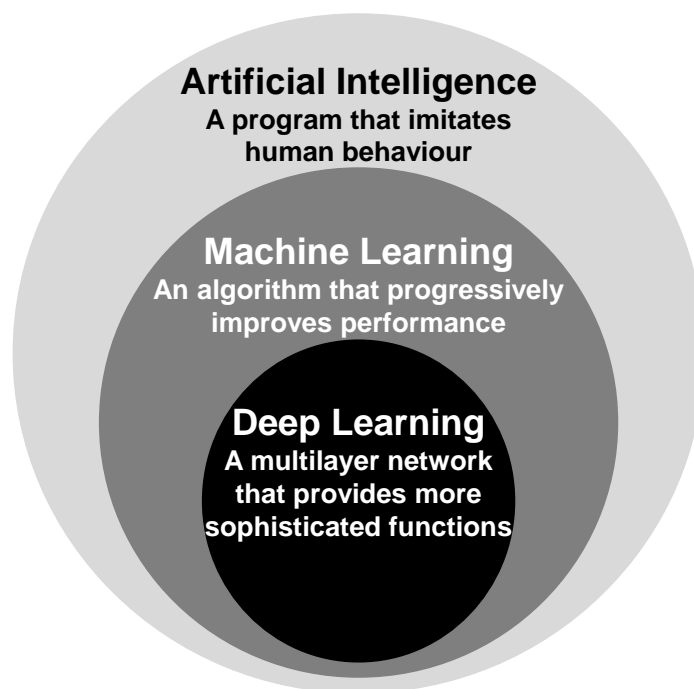 Artificial Intelligence
A program that imitates
human behaviour
Machine Learning
An algorithm that progressively
improves performance
Deep Learning
A multilayer network
that provides more
sophisticated functions